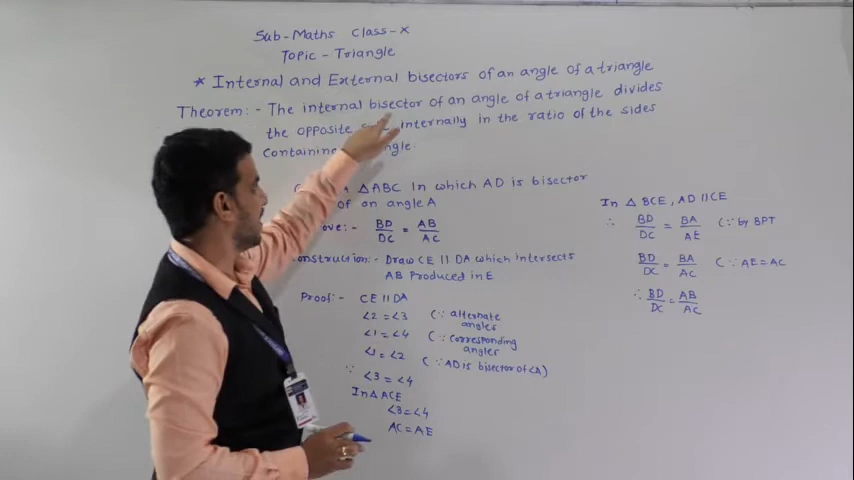 Sub-Maths Class-X
Topic - Triangle
* Internal and External bisectors of an angle of a triangle
Theorem: - The internal bisector of an angle of a triangle divides
the opposite internally in the ratio of the sides
containing
△ABC In which AD is bisector
of an angle A
:- BD/DC = AB/AC
Construction:- Draw CE || DA which intersects
AB Produced in E
Proof:- CE || DA
∠2 = ∠3 (∵ alternate angles
∠1 = ∠4 (∵ corresponding angles
∠1 = ∠2 (∵ AD is bisector of ∠A)
∵ ∠3 = ∠4
In △ ACE
∠3 = ∠4
AC = AE
In △ BCE, AD || CE
∴ BD/DC = BA/AE (∵ by BPT
BD/DC = BA/AC (∵ AE = AC
∴ BD/DC = AB/AC